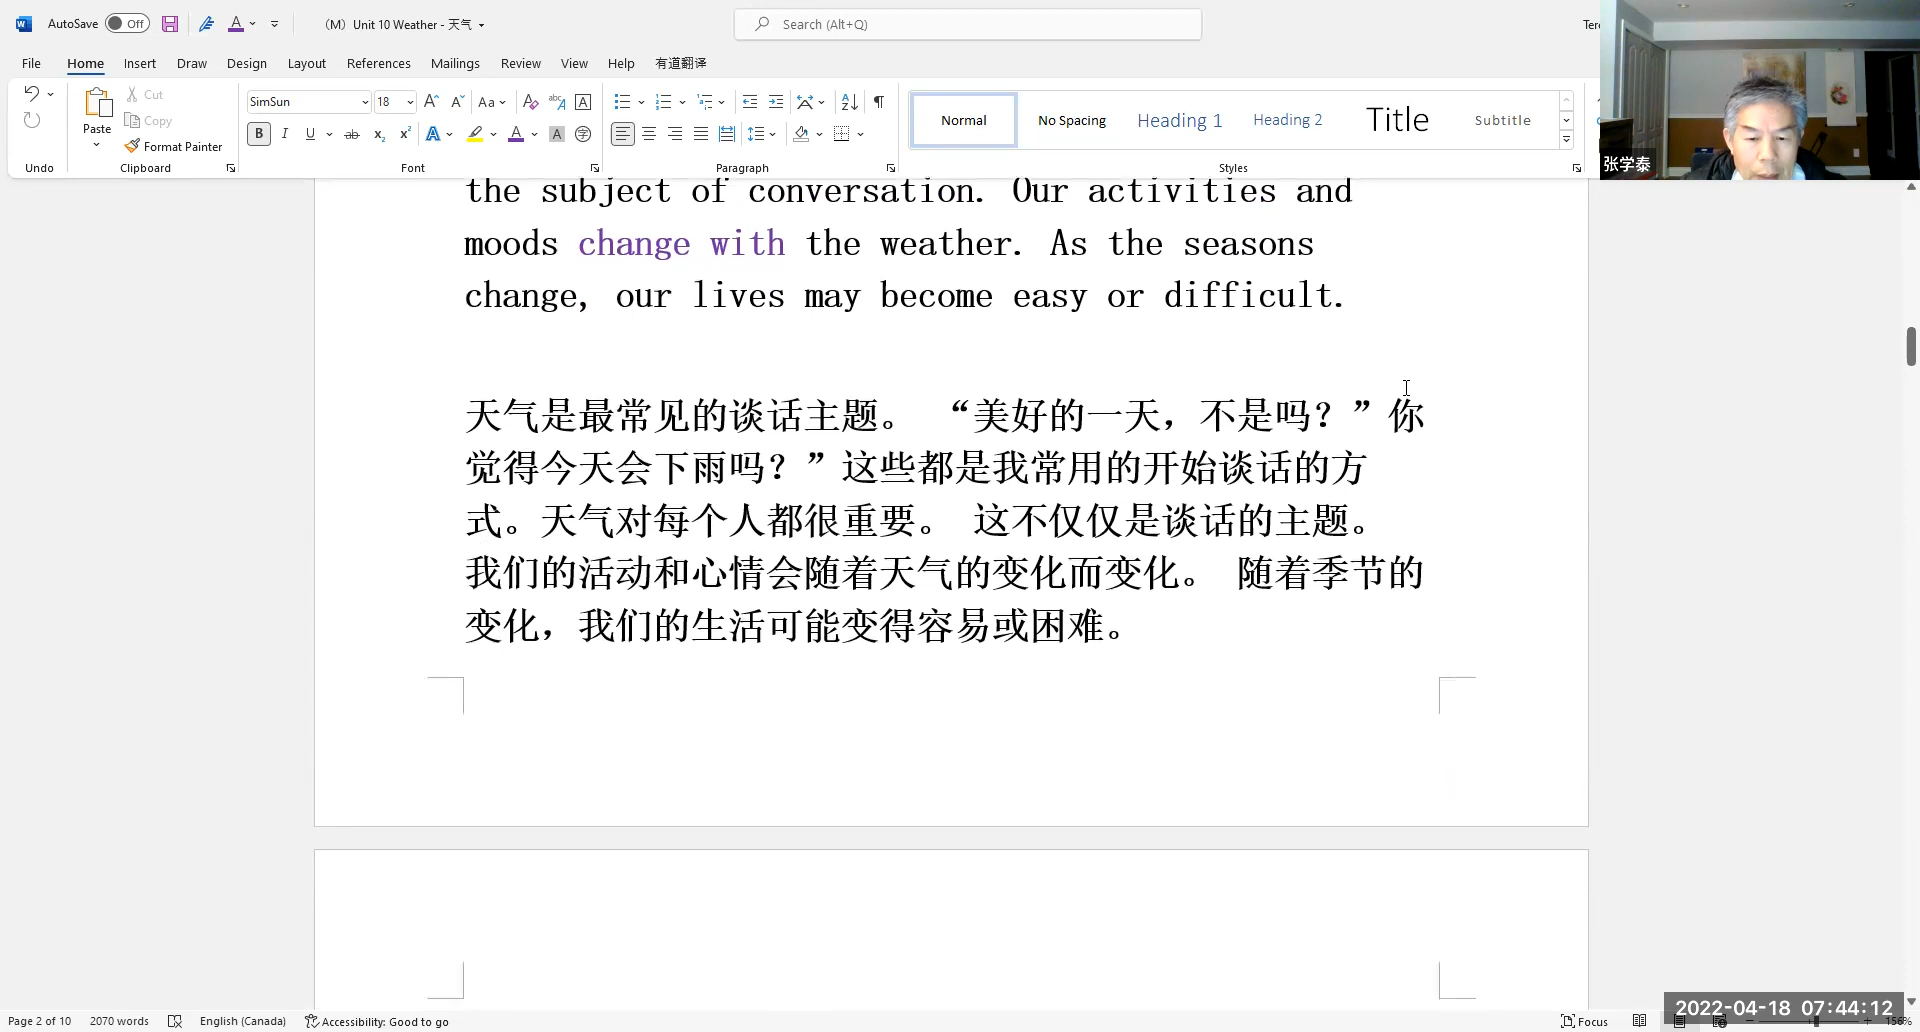 AutoSave Off (M) Unit 10 Weather - 天气 Search (Alt+Q)
File Home Insert Draw Design Layout References Mailings Review View Help 有道翻译
Cut
Copy
Format Painter
Paste
SimSun 18
Normal No Spacing Heading 1 Heading 2 Title Subtitle
Undo Clipboard Font Paragraph Styles
张学泰
the subject of conversation. Our activities and
moods change with the weather. As the seasons
change, our lives may become easy or difficult.
天气是最常见的谈话主题。 “美好的一天，不是吗？”你
觉得今天会下雨吗？”这些都是我常用的开始谈话的方
式。天气对每个人都很重要。 这不仅仅是谈话的主题。
我们的活动和心情会随着天气的变化而变化。 随着季节的
变化，我们的生活可能变得容易或困难。
2022-04-18 07:44:12
Page 2 of 10 2070 words English (Canada) Accessibility: Good to go Focus 156%